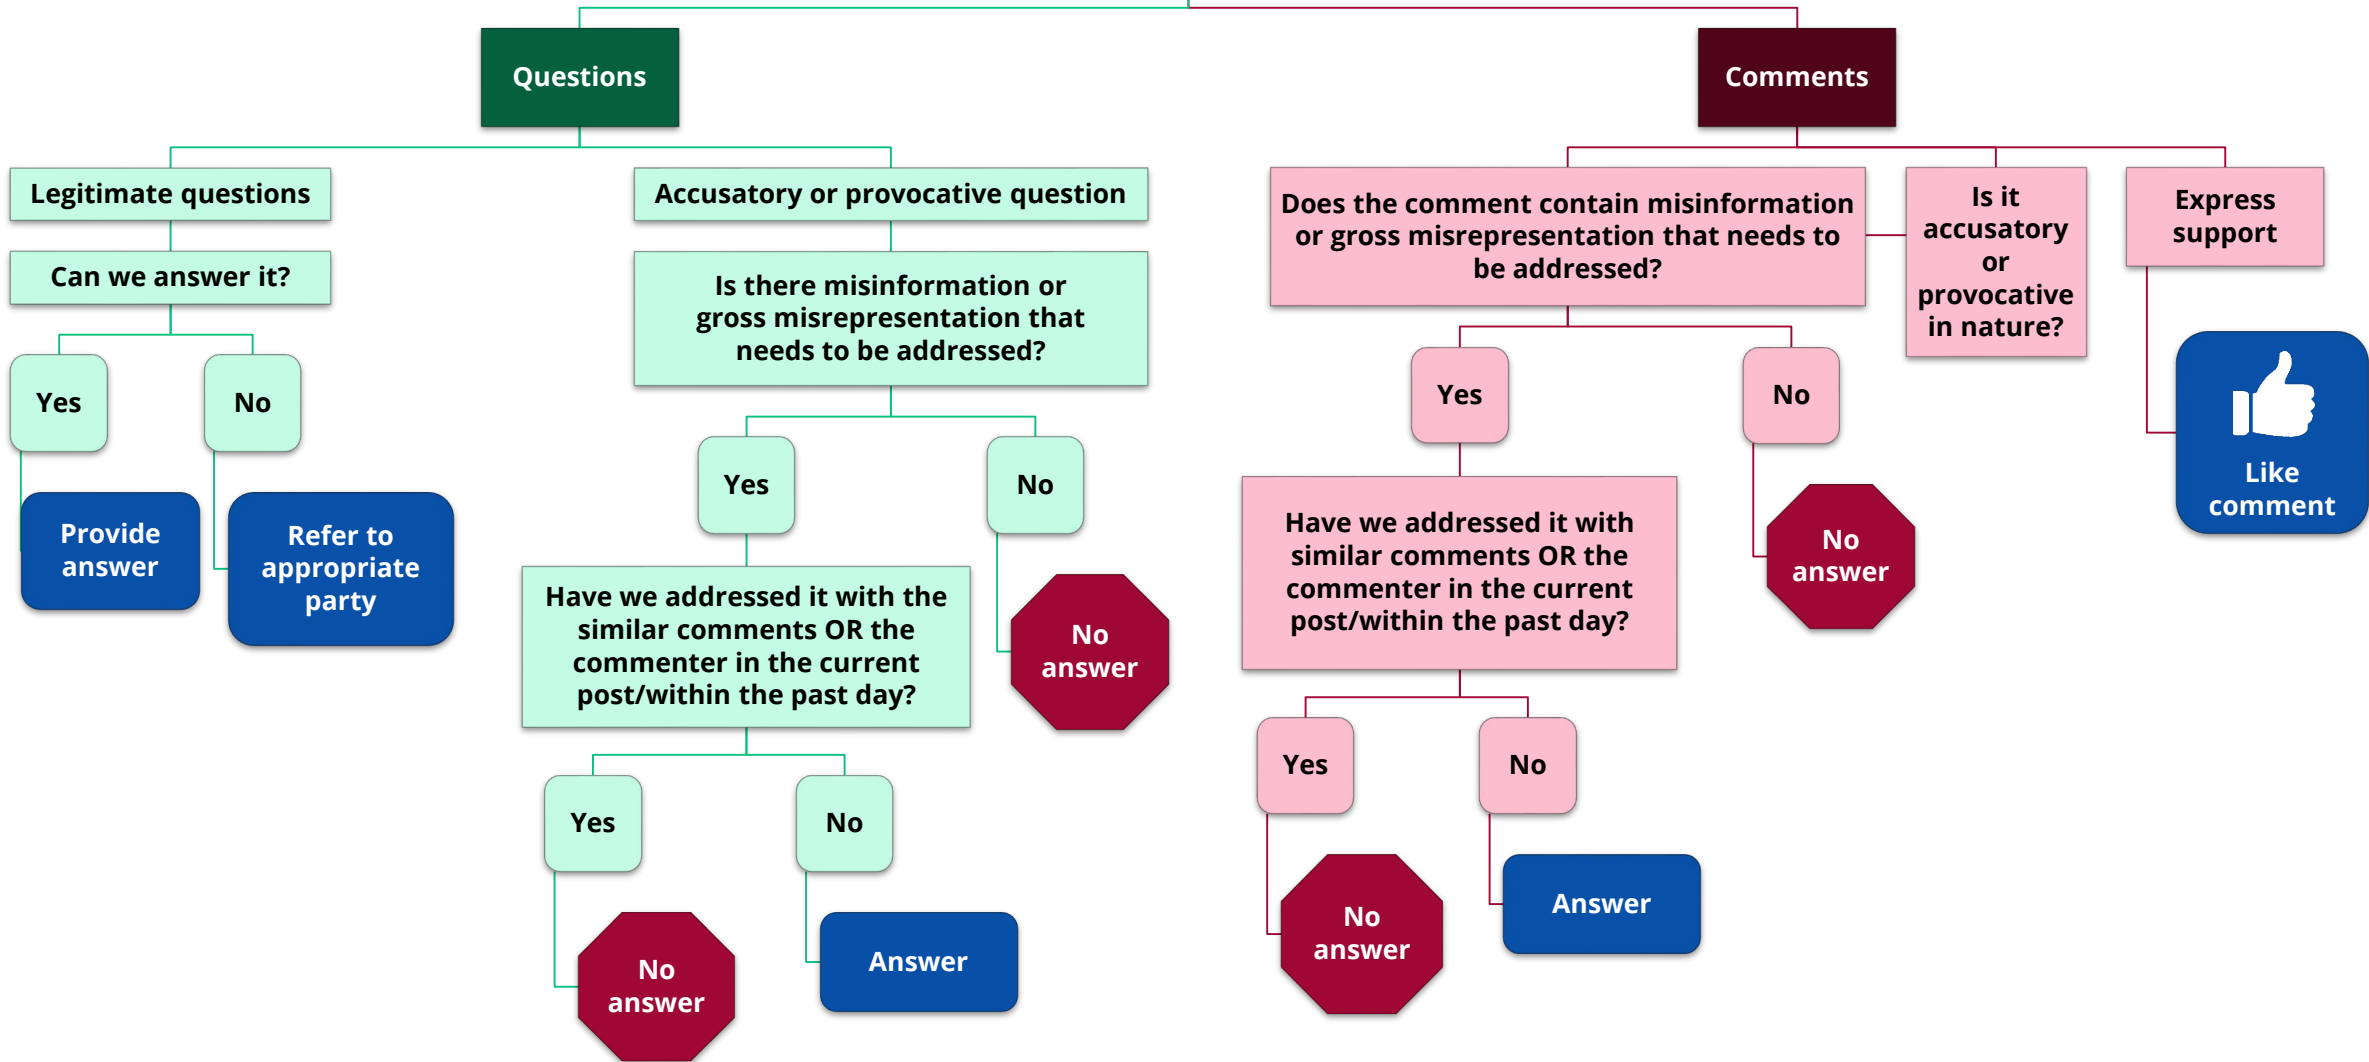 Questions
Comments
Legitimate questions
Can we answer it?
Yes
No
Provide
answer
Refer to
appropriate
party
Accusatory or provocative question
Is there misinformation or
gross misrepresentation that
needs to be addressed?
Yes
No
Have we addressed it with the
similar comments OR the
commenter in the current
post/within the past day?
No
answer
Yes
No
No
answer
Answer
Does the comment contain misinformation
or gross misrepresentation that needs to
be addressed?
Is it
accusatory
or
provocative
in nature?
Express
support
Yes
No
Have we addressed it with
similar comments OR the
commenter in the current
post/within the past day?
No
answer
Like
comment
Yes
No
No
answer
Answer